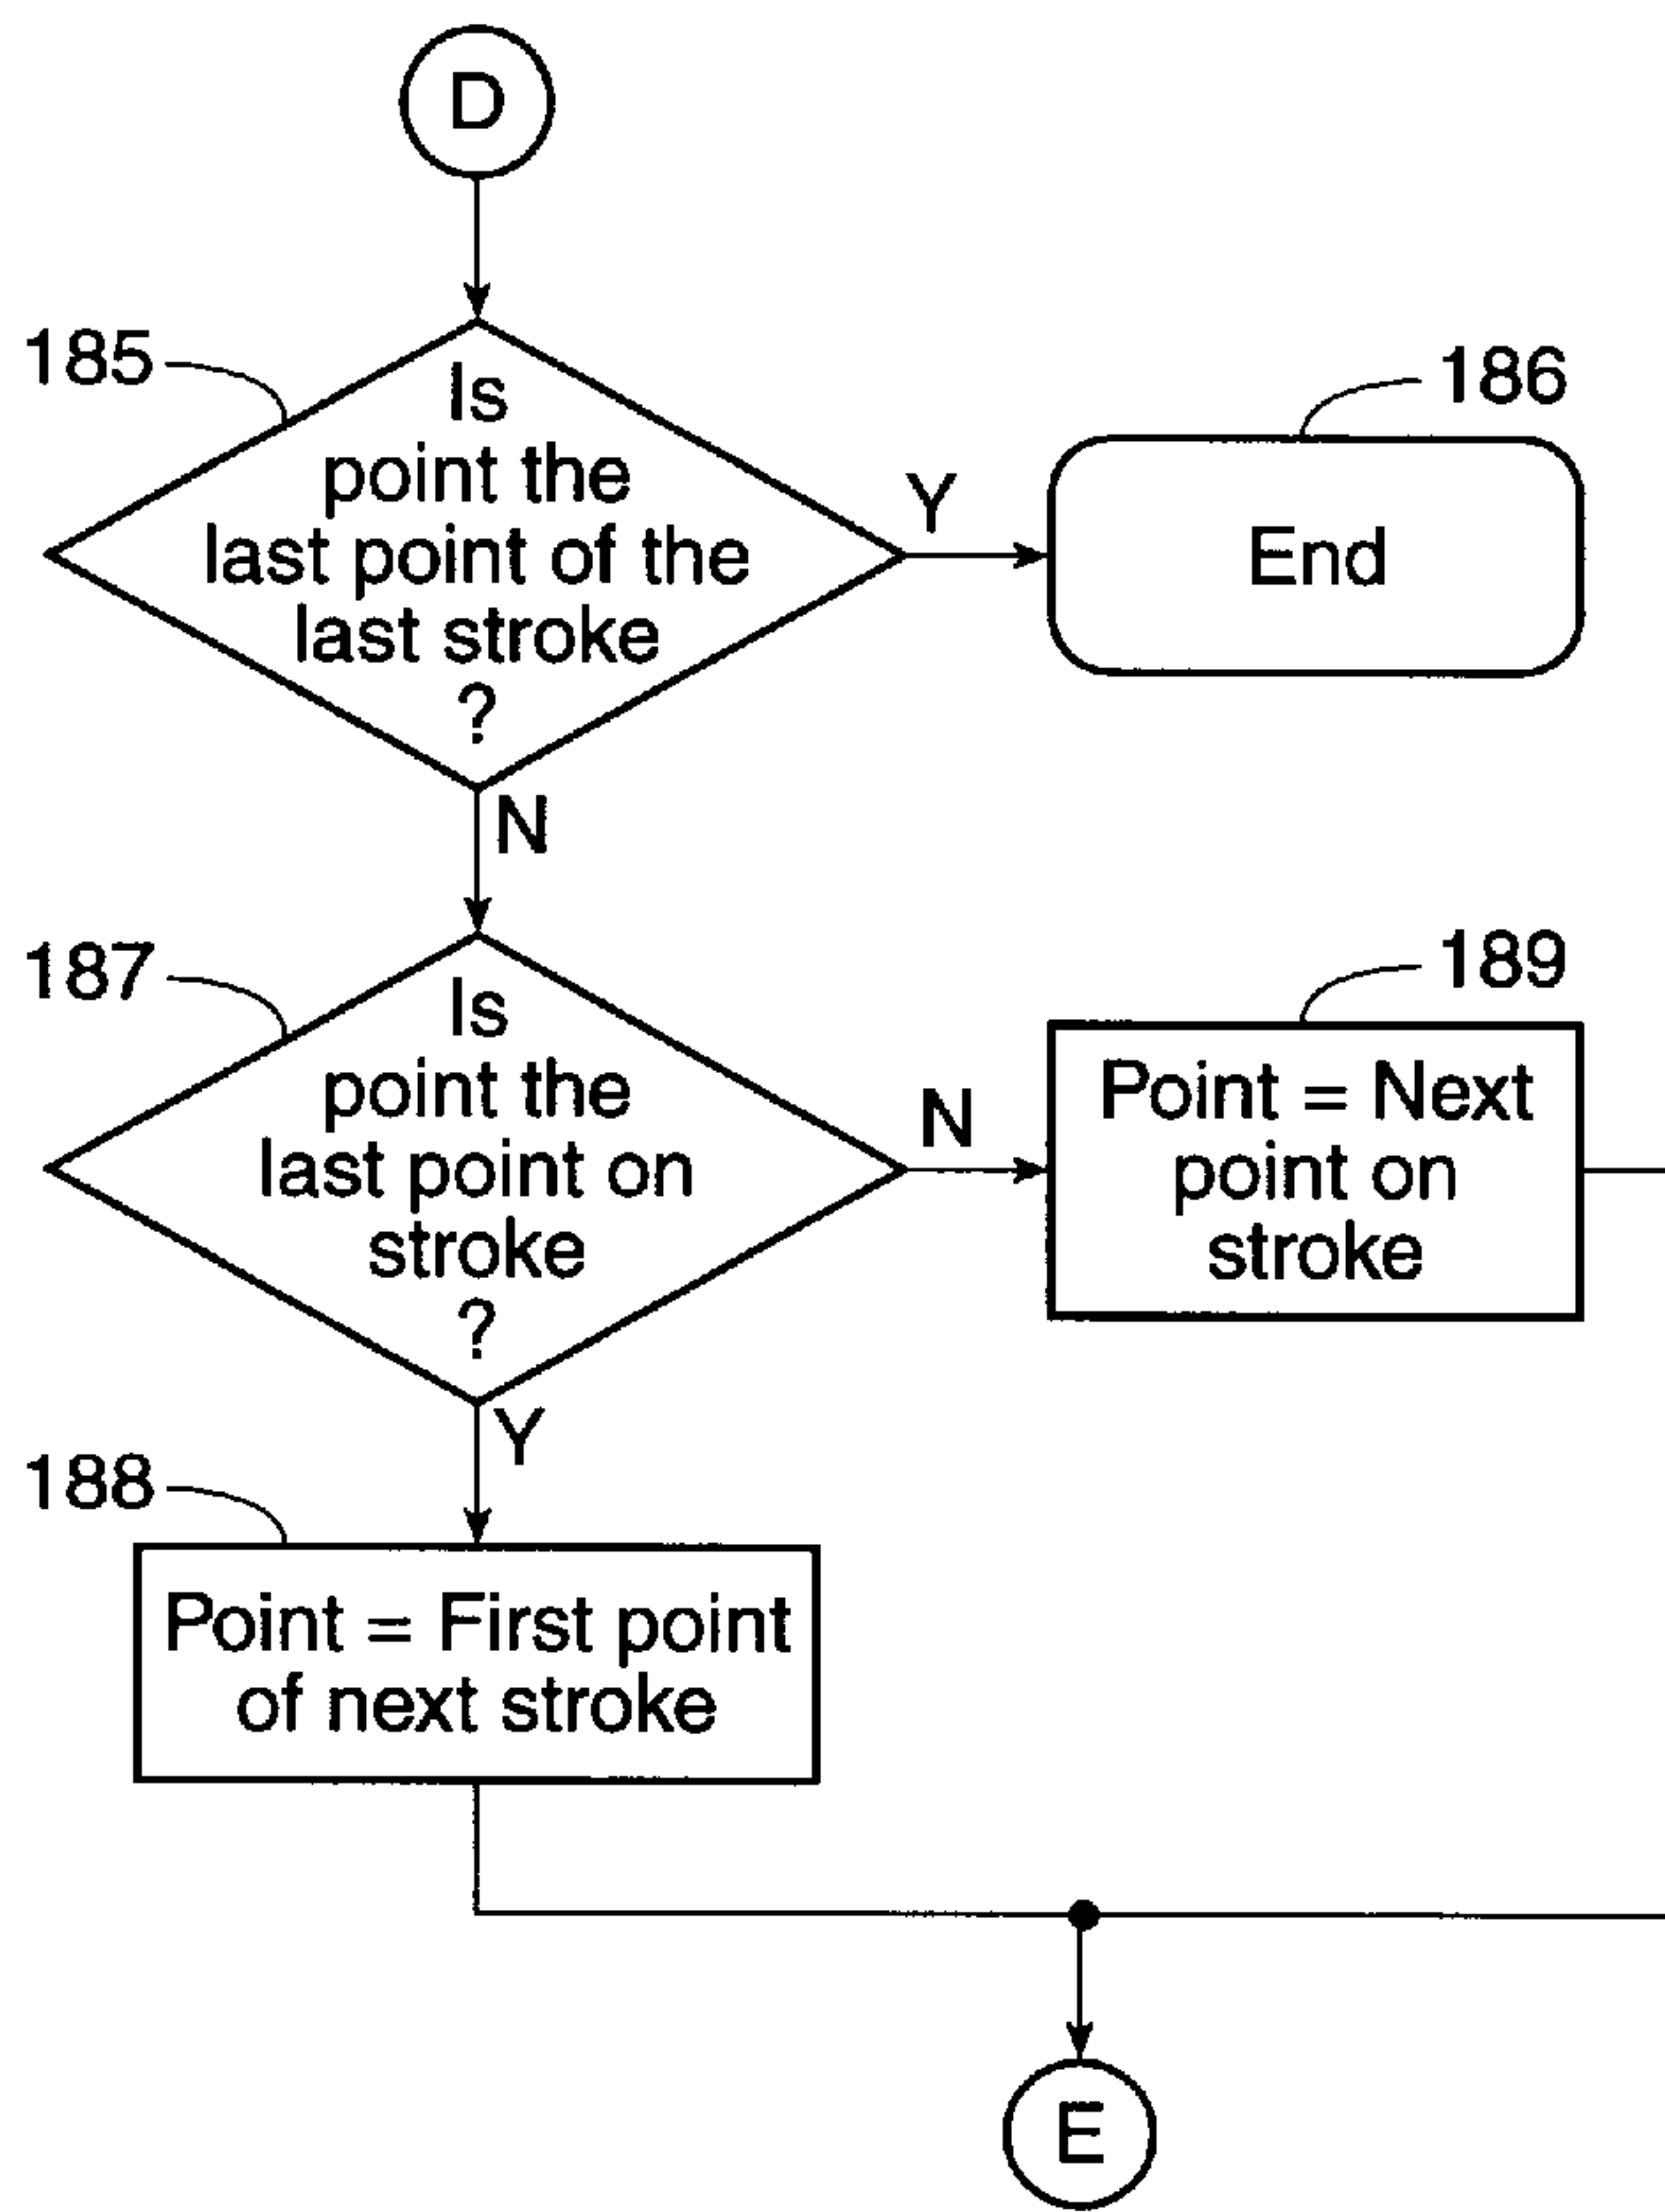 D
185
Is
point the
last point of the
last stroke
?
Y
186
End
N
187
Is
point the
last point on
stroke
?
N
189
Point = Next
point on
stroke
Y
188
Point = First point
of next stroke
E